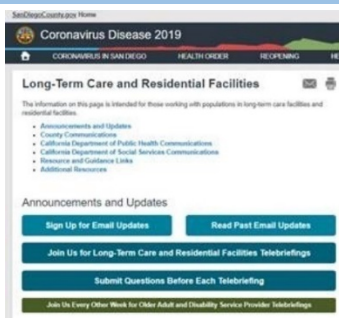 SanDiegoCounty.gov Home
Coronavirus Disease 2019
CORONAVIRUS IN SAN DIEGO HEALTH ORDER REOPENING HE
Long-Term Care and Residential Facilities
The information on this page is intended for those working with populations in long-term care facilities and
residential facilities.
Announcements and Updates
County Communications
California Department of Public Health Communications
California Department of Social Services Communications
Resource and Guidance Links
Additional Resources
Announcements and Updates
Sign Up for Email Updates Read Past Email Updates
Join Us for Long-Term Care and Residential Facilities Telebriefings
Submit Questions Before Each Telebriefing
Join Us Every Other Week for Older Adult and Disability Service Provider Telebriefings